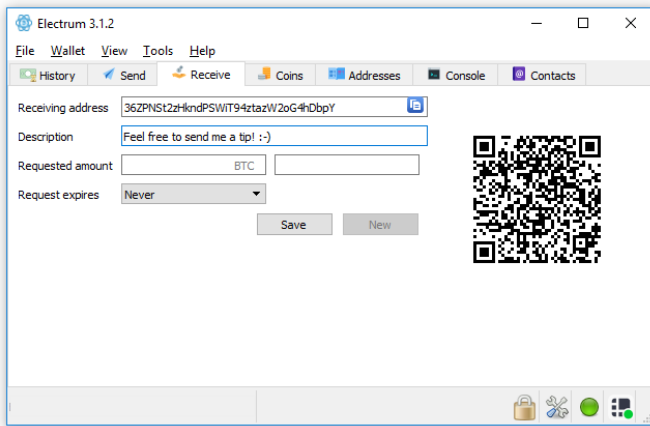 Electrum 3.1.2
File Wallet View Tools Help
History Send Receive Coins Addresses Console Contacts
Receiving address 36ZPNSt2zHkndPSWiT94ztazW2oG4hDbpY
Description Feel free to send me a tip! :-)
Requested amount BTC
Request expires Never
Save New